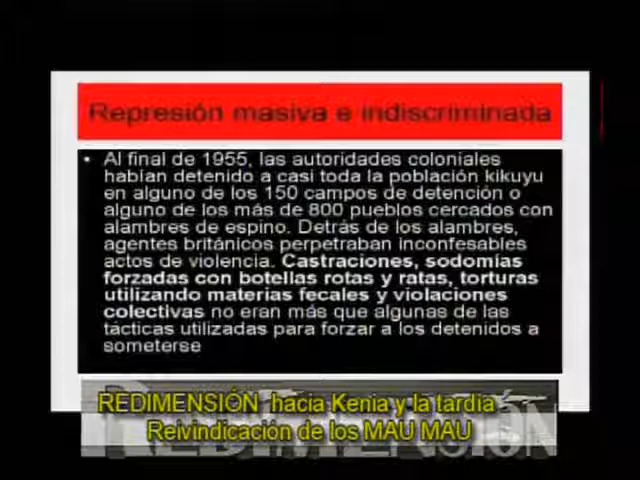 Represión masiva e indiscriminada
• Al final de 1955, las autoridades coloniales
habían detenido a casi toda la población kikuyu
en alguno de los 150 campos de detención o
alguno de los más de 800 pueblos cercados con
alambres de espino. Detrás de los alambres,
agentes británicos perpetraban inconfesables
actos de violencia. Castraciones, sodomías
forzadas con botellas rotas y ratas, torturas
utilizando materias fecales y violaciones
colectivas no eran más que algunas de las
tácticas utilizadas para forzar a los detenidos a
someterse
REDIMENSIÓN hacia Kenia y la tardia
Reivindicación de los MAU MAU
REDIMENSIÓN